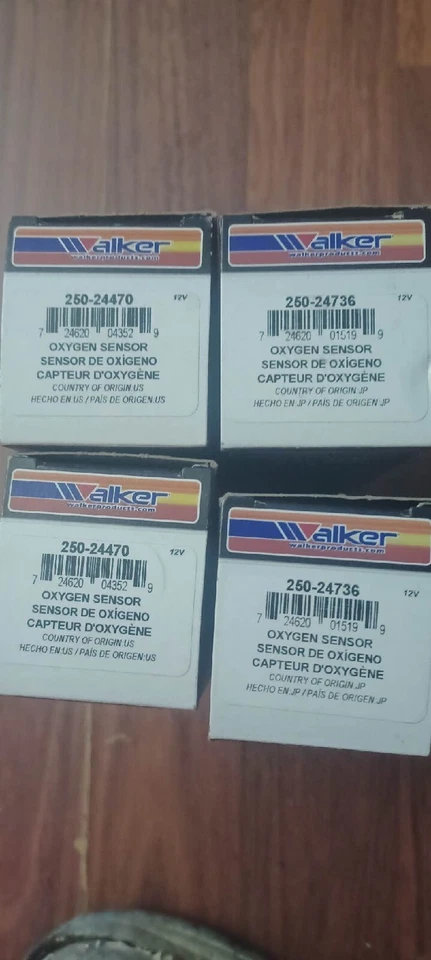 Walker
walkerproducts.com
250-24470
12V
7 24620 04352 9
OXYGEN SENSOR
SENSOR DE OXÍGENO
CAPTEUR D'OXYGÈNE
COUNTRY OF ORIGIN:US
HECHO EN:US / PAÍS DE ORIGEN:US
Walker
walkerproducts.com
250-24736
12V
7 24620 01519 9
OXYGEN SENSOR
SENSOR DE OXÍGENO
CAPTEUR D'OXYGÈNE
COUNTRY OF ORIGIN:JP
HECHO EN:JP / PAÍS DE ORIGEN:JP
Walker
walkerproducts.com
250-24470
12V
7 24620 04352 9
OXYGEN SENSOR
SENSOR DE OXÍGENO
CAPTEUR D'OXYGÈNE
COUNTRY OF ORIGIN:US
HECHO EN:US / PAÍS DE ORIGEN:US
Walker
walkerproducts.com
250-24736
12V
7 24620 01519 9
OXYGEN SENSOR
SENSOR DE OXÍGENO
CAPTEUR D'OXYGÈNE
COUNTRY OF ORIGIN:JP
HECHO EN:JP / PAÍS DE ORIGEN:JP